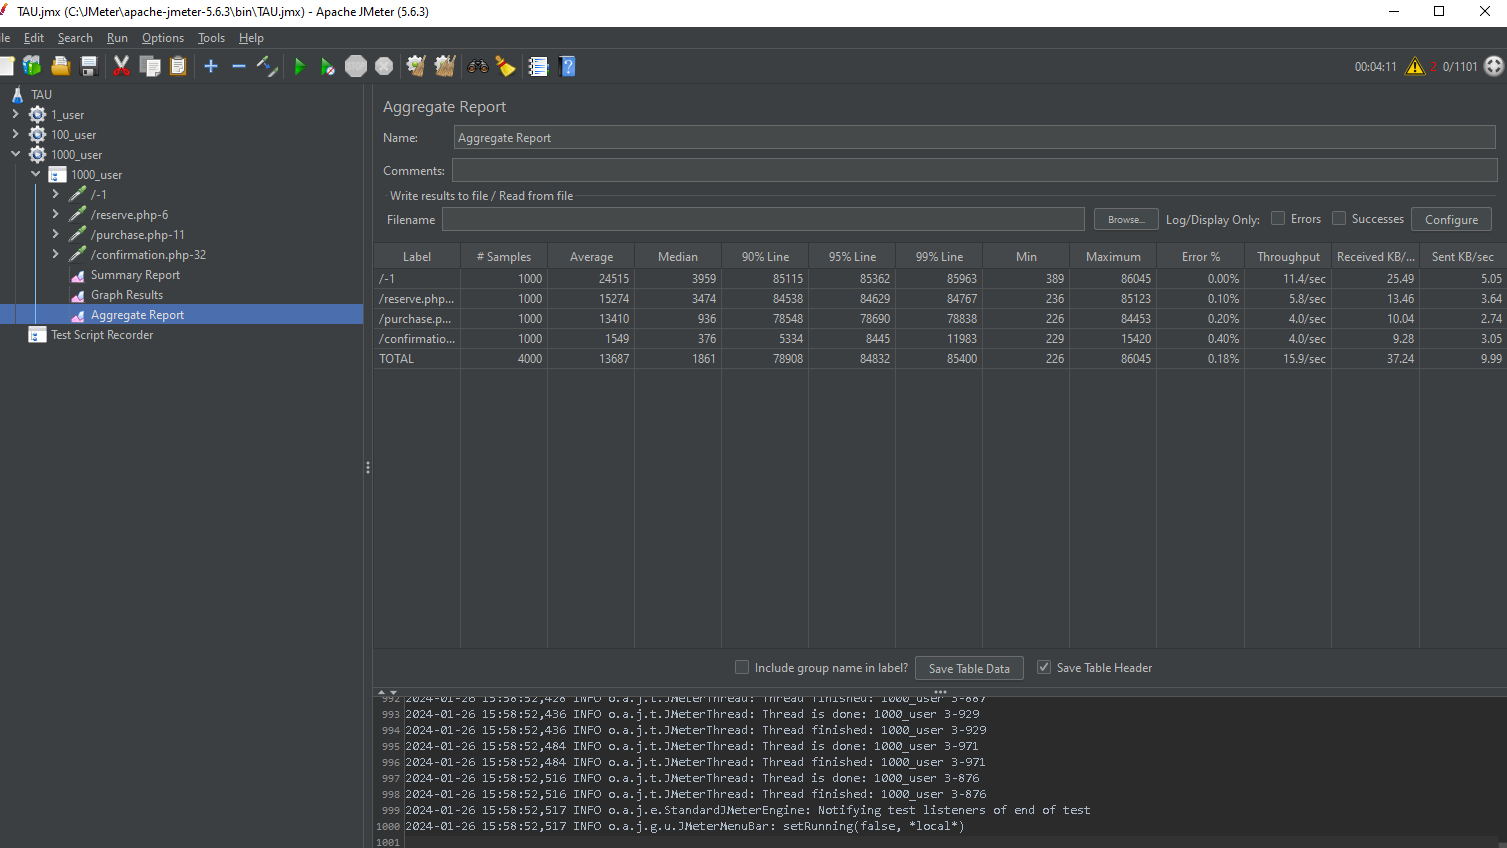 TAU.jmx (C:\JMeter\apache-jmeter-5.6.3\bin\TAU.jmx) - Apache JMeter (5.6.3)
ile Edit Search Run Options Tools Help
00:04:11 2 0/1101
TAU
1_user
100_user
1000_user
1000_user
/-1
/reserve.php-6
/purchase.php-11
/confirmation.php-32
Summary Report
Graph Results
Aggregate Report
Test Script Recorder
Aggregate Report
Name: Aggregate Report
Comments:
Write results to file / Read from file
Filename Browse... Log/Display Only: Errors Successes Configure
Label # Samples Average Median 90% Line 95% Line 99% Line Min Maximum Error % Throughput Received KB/... Sent KB/sec
/-1 1000 24515 3959 85115 85362 85963 389 86045 0.00% 11.4/sec 25.49 5.05
/reserve.php... 1000 15274 3474 84538 84629 84767 236 85123 0.10% 5.8/sec 13.46 3.64
/purchase.p... 1000 13410 936 78548 78690 78838 226 84453 0.20% 4.0/sec 10.04 2.74
/confirmatio... 1000 1549 376 5334 8445 11983 229 15420 0.40% 4.0/sec 9.28 3.05
TOTAL 4000 13687 1861 78908 84832 85400 226 86045 0.18% 15.9/sec 37.24 9.99
Include group name in label? Save Table Data Save Table Header
992 2024-01-26 15:58:52,428 INFO o.a.j.t.JMeterThread: Thread finished: 1000_user 3-887
993 2024-01-26 15:58:52,436 INFO o.a.j.t.JMeterThread: Thread is done: 1000_user 3-929
994 2024-01-26 15:58:52,436 INFO o.a.j.t.JMeterThread: Thread finished: 1000_user 3-929
995 2024-01-26 15:58:52,484 INFO o.a.j.t.JMeterThread: Thread is done: 1000_user 3-971
996 2024-01-26 15:58:52,484 INFO o.a.j.t.JMeterThread: Thread finished: 1000_user 3-971
997 2024-01-26 15:58:52,516 INFO o.a.j.t.JMeterThread: Thread is done: 1000_user 3-876
998 2024-01-26 15:58:52,516 INFO o.a.j.t.JMeterThread: Thread finished: 1000_user 3-876
999 2024-01-26 15:58:52,517 INFO o.a.j.e.StandardJMeterEngine: Notifying test listeners of end of test
1000 2024-01-26 15:58:52,517 INFO o.a.j.g.u.JMeterMenuBar: setRunning(false, *local*)
1001